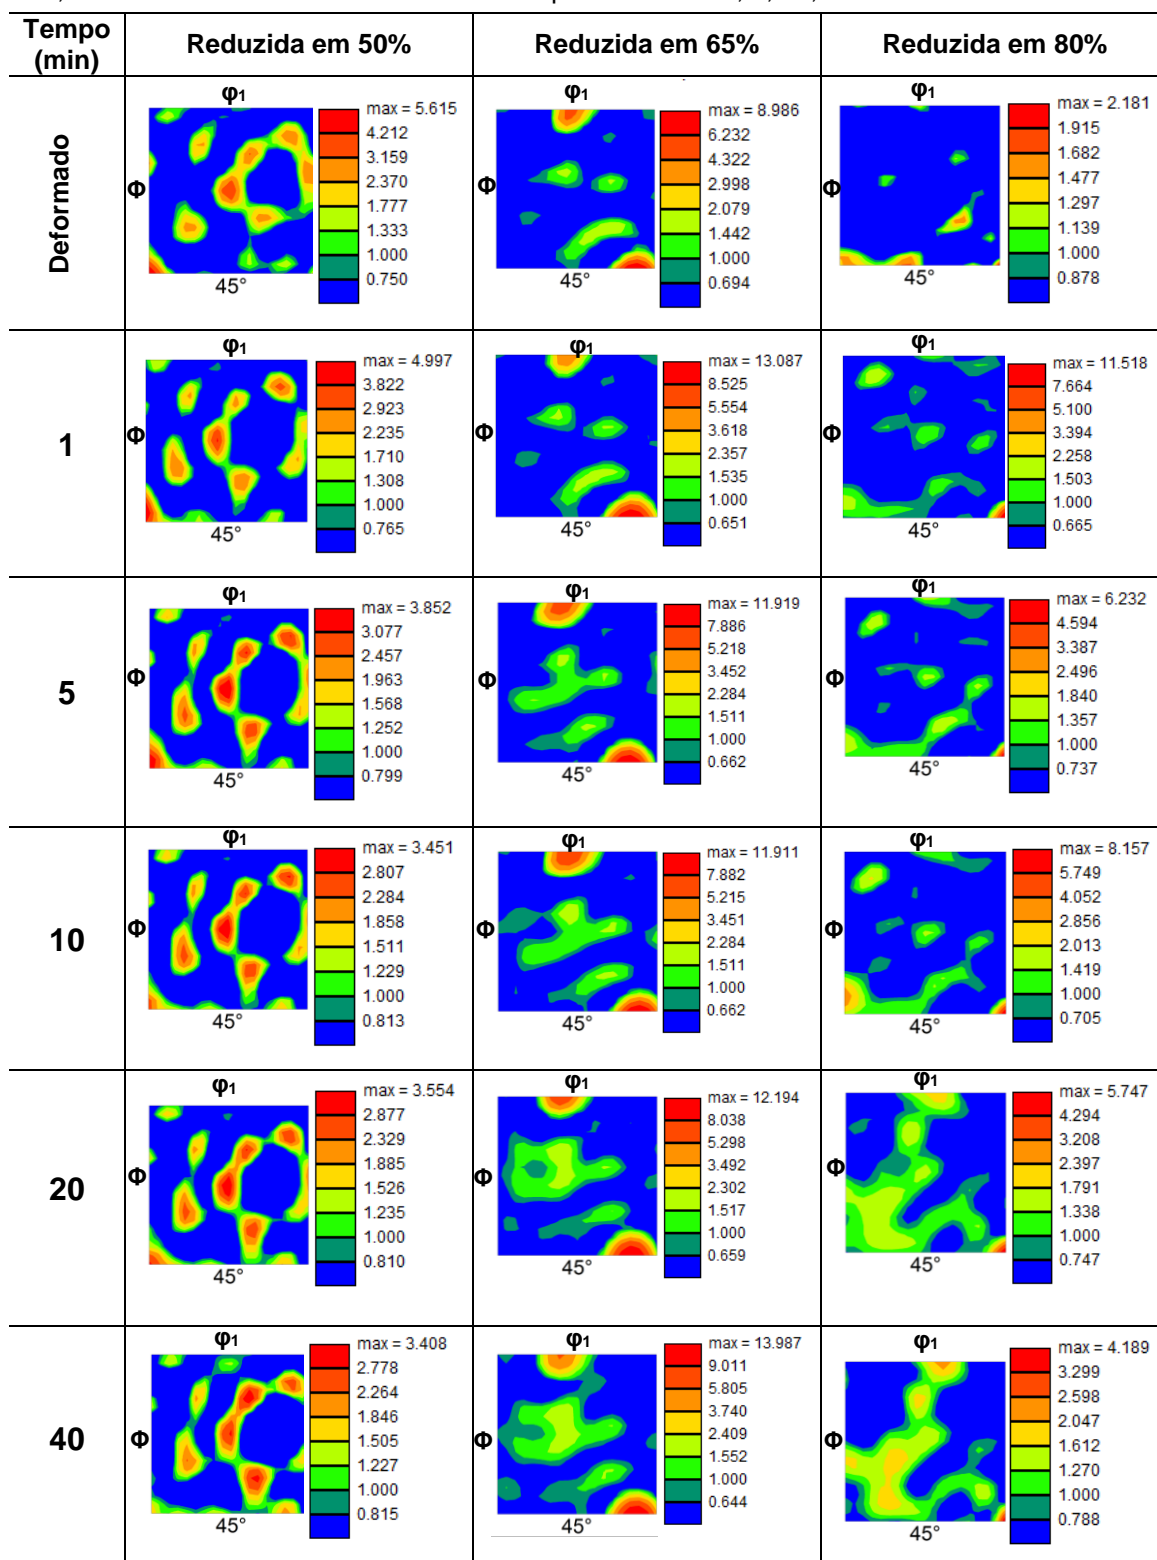 Tempo
(min)
Reduzida em 50%
Reduzida em 65%
Reduzida em 80%
Deformado
φ1
Φ
45°
max = 5.615
4.212
3.159
2.370
1.777
1.333
1.000
0.750
φ1
Φ
45°
max = 8.986
6.232
4.322
2.998
2.079
1.442
1.000
0.694
φ1
Φ
45°
max = 2.181
1.915
1.682
1.477
1.297
1.139
1.000
0.878
1
φ1
Φ
45°
max = 4.997
3.822
2.923
2.235
1.710
1.308
1.000
0.765
φ1
Φ
45°
max = 13.087
8.525
5.554
3.618
2.357
1.535
1.000
0.651
φ1
Φ
45°
max = 11.518
7.664
5.100
3.394
2.258
1.503
1.000
0.665
5
φ1
Φ
45°
max = 3.852
3.077
2.457
1.963
1.568
1.252
1.000
0.799
φ1
Φ
45°
max = 11.919
7.886
5.218
3.452
2.284
1.511
1.000
0.662
φ1
Φ
45°
max = 6.232
4.594
3.387
2.496
1.840
1.357
1.000
0.737
10
φ1
Φ
45°
max = 3.451
2.807
2.284
1.858
1.511
1.229
1.000
0.813
φ1
Φ
45°
max = 11.911
7.882
5.215
3.451
2.284
1.511
1.000
0.662
φ1
Φ
45°
max = 8.157
5.749
4.052
2.856
2.013
1.419
1.000
0.705
20
φ1
Φ
45°
max = 3.554
2.877
2.329
1.885
1.526
1.235
1.000
0.810
φ1
Φ
45°
max = 12.194
8.038
5.298
3.492
2.302
1.517
1.000
0.659
φ1
Φ
45°
max = 5.747
4.294
3.208
2.397
1.791
1.338
1.000
0.747
40
φ1
Φ
45°
max = 3.408
2.778
2.264
1.846
1.505
1.227
1.000
0.815
φ1
Φ
45°
max = 13.987
9.011
5.805
3.740
2.409
1.552
1.000
0.644
φ1
Φ
45°
max = 4.189
3.299
2.598
2.047
1.612
1.270
1.000
0.788